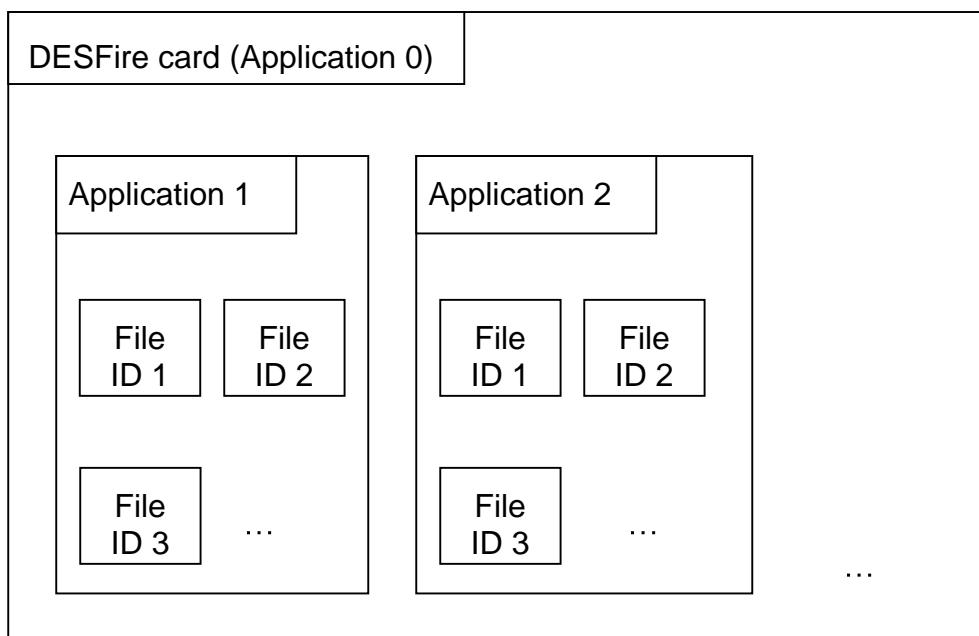 DESFire card (Application 0)
Application 1
File
ID 1
File
ID 2
File
ID 3
…
Application 2
File
ID 1
File
ID 2
File
ID 3
…
…